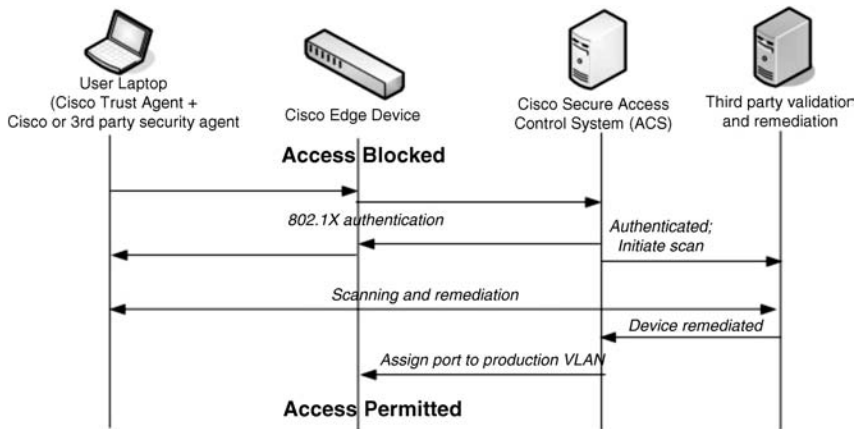 User Laptop
(Cisco Trust Agent +
Cisco or 3rd party security agent
Cisco Edge Device
Cisco Secure Access
Control System (ACS)
Third party validation
and remediation
Access Blocked
802.1X authentication
Authenticated;
Initiate scan
Scanning and remediation
Device remediated
Assign port to production VLAN
Access Permitted